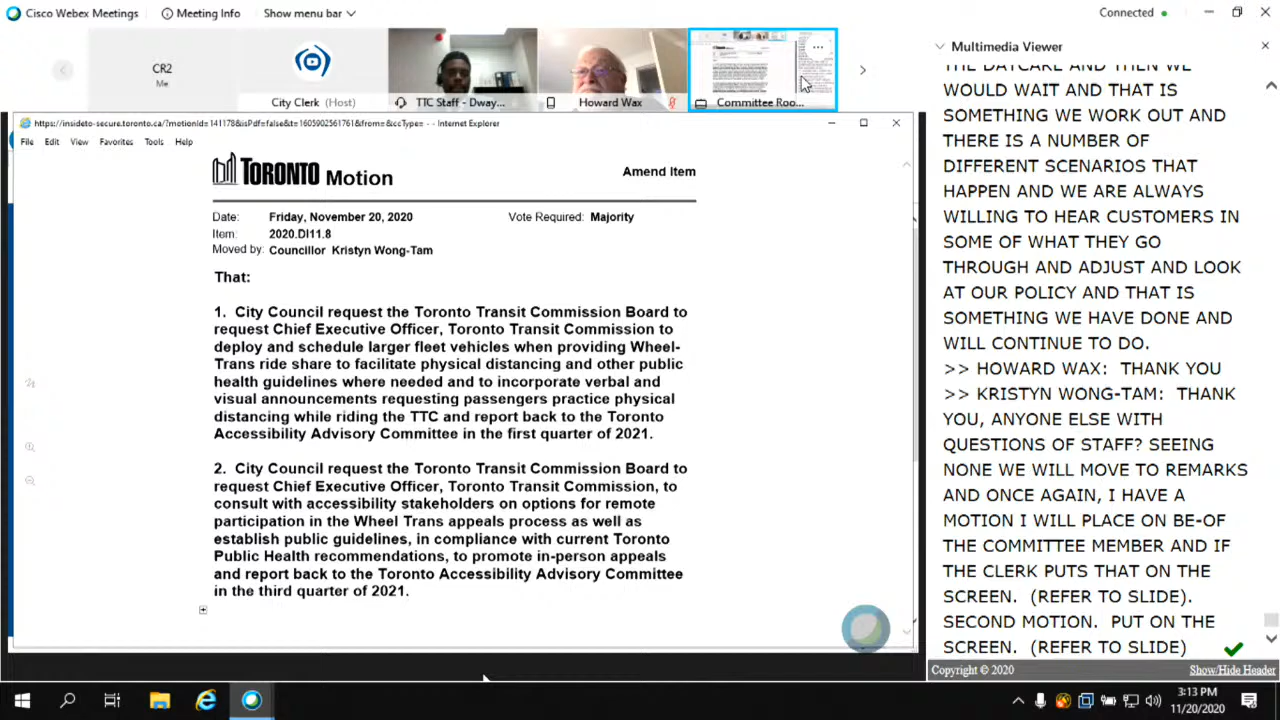 Cisco Webex Meetings
Meeting Info
Show menu bar
Connected
CR2
Me
City Clerk (Host)
TTC Staff - Dway...
Howard Wax
Committee Roo...
https://insideto-secure.toronto.ca/?motionId=141178&isPdf=false&t=1605902561761&from=&ccType= - - Internet Explorer
File Edit View Favorites Tools Help
TORONTO Motion
Amend Item
Date: Friday, November 20, 2020
Vote Required: Majority
Item: 2020.DI11.8
Moved by: Councillor Kristyn Wong-Tam
That:
1. City Council request the Toronto Transit Commission Board to
request Chief Executive Officer, Toronto Transit Commission to
deploy and schedule larger fleet vehicles when providing Wheel-
Trans ride share to facilitate physical distancing and other public
health guidelines where needed and to incorporate verbal and
visual announcements requesting passengers practice physical
distancing while riding the TTC and report back to the Toronto
Accessibility Advisory Committee in the first quarter of 2021.
2. City Council request the Toronto Transit Commission Board to
request Chief Executive Officer, Toronto Transit Commission, to
consult with accessibility stakeholders on options for remote
participation in the Wheel Trans appeals process as well as
establish public guidelines, in compliance with current Toronto
Public Health recommendations, to promote in-person appeals
and report back to the Toronto Accessibility Advisory Committee
in the third quarter of 2021.
Multimedia Viewer
THE DAYCARE AND THEN WE
WOULD WAIT AND THAT IS
SOMETHING WE WORK OUT AND
THERE IS A NUMBER OF
DIFFERENT SCENARIOS THAT
HAPPEN AND WE ARE ALWAYS
WILLING TO HEAR CUSTOMERS IN
SOME OF WHAT THEY GO
THROUGH AND ADJUST AND LOOK
AT OUR POLICY AND THAT IS
SOMETHING WE HAVE DONE AND
WILL CONTINUE TO DO.
>> HOWARD WAX: THANK YOU
>> KRISTYN WONG-TAM: THANK
YOU, ANYONE ELSE WITH
QUESTIONS OF STAFF? SEEING
NONE WE WILL MOVE TO REMARKS
AND ONCE AGAIN, I HAVE A
MOTION I WILL PLACE ON BE-OF
THE COMMITTEE MEMBER AND IF
THE CLERK PUTS THAT ON THE
SCREEN. (REFER TO SLIDE).
SECOND MOTION. PUT ON THE
SCREEN. (REFER TO SLIDE)
Copyright © 2020
Show/Hide Header
3:13 PM
11/20/2020